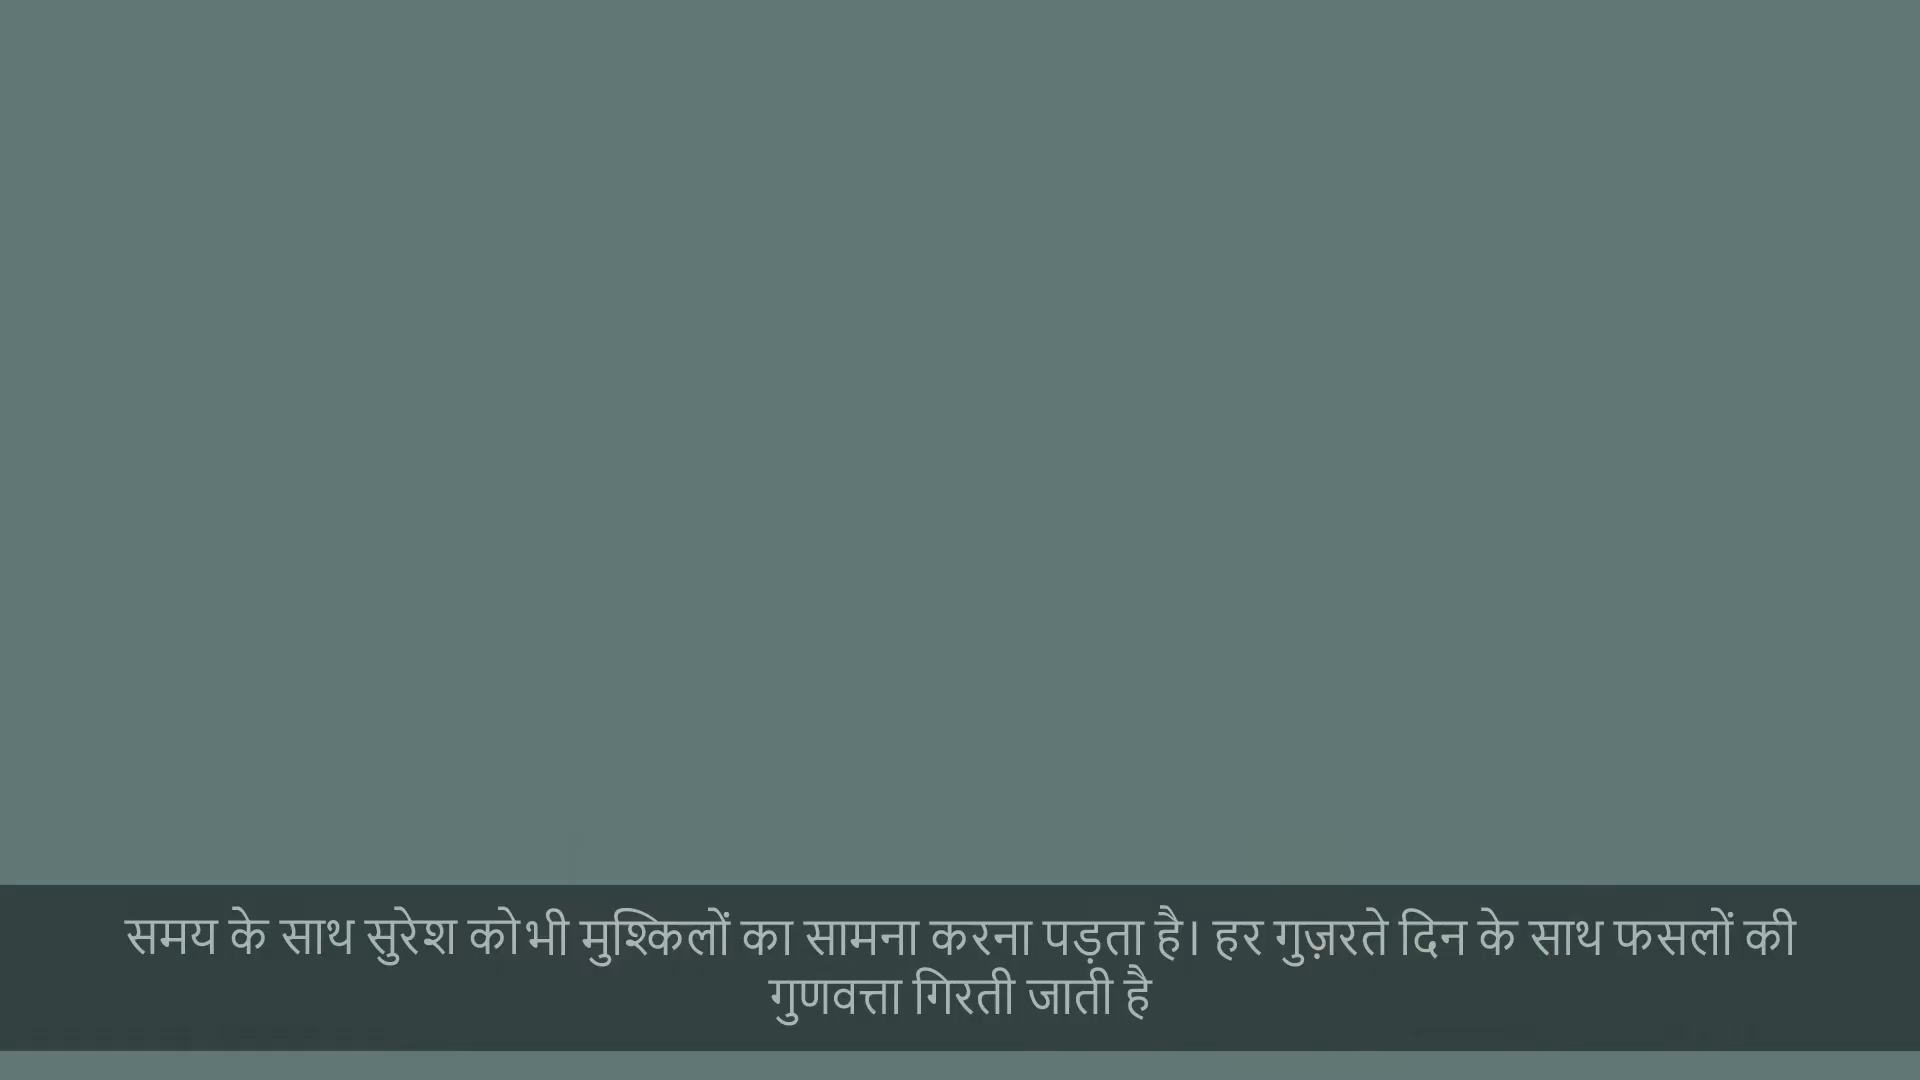 समय के साथ सुरेश को भी मुश्किलों का सामना करना पड़ता है। हर गुज़रते दिन के साथ फसलों की
गुणवत्ता गिरती जाती है